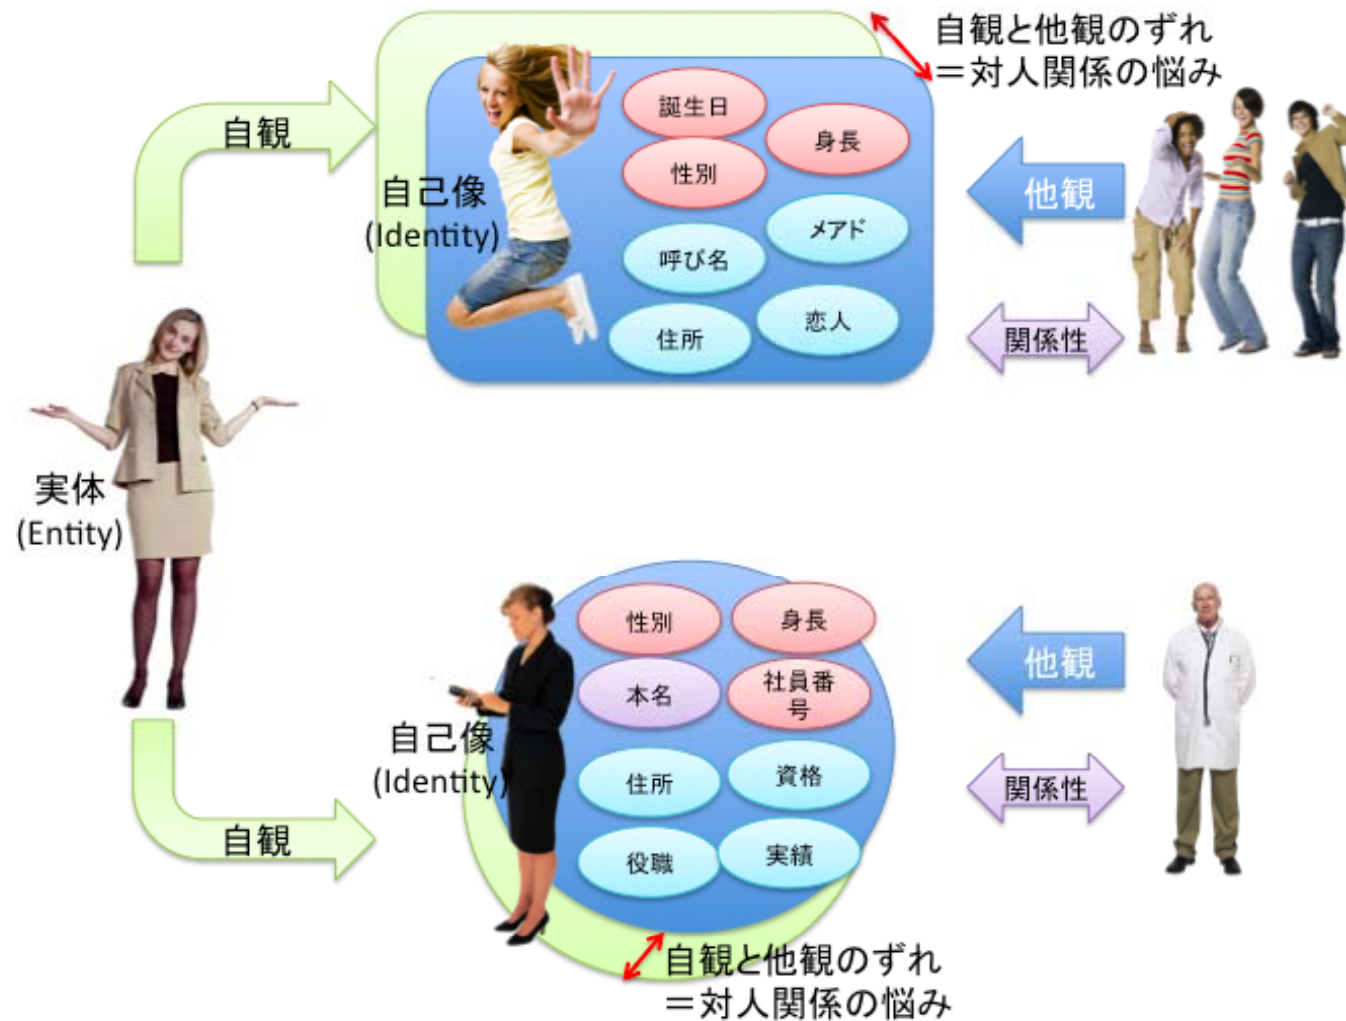 自観と他観のずれ
＝対人関係の悩み
自観
誕生日
身長
性別
他観
自己像
(Identity)
メアド
呼び名
恋人
住所
関係性
実体
(Entity)
性別
身長
本名
社員番
号
他観
自己像
(Identity)
住所
資格
関係性
自観
役職
実績
自観と他観のずれ
＝対人関係の悩み